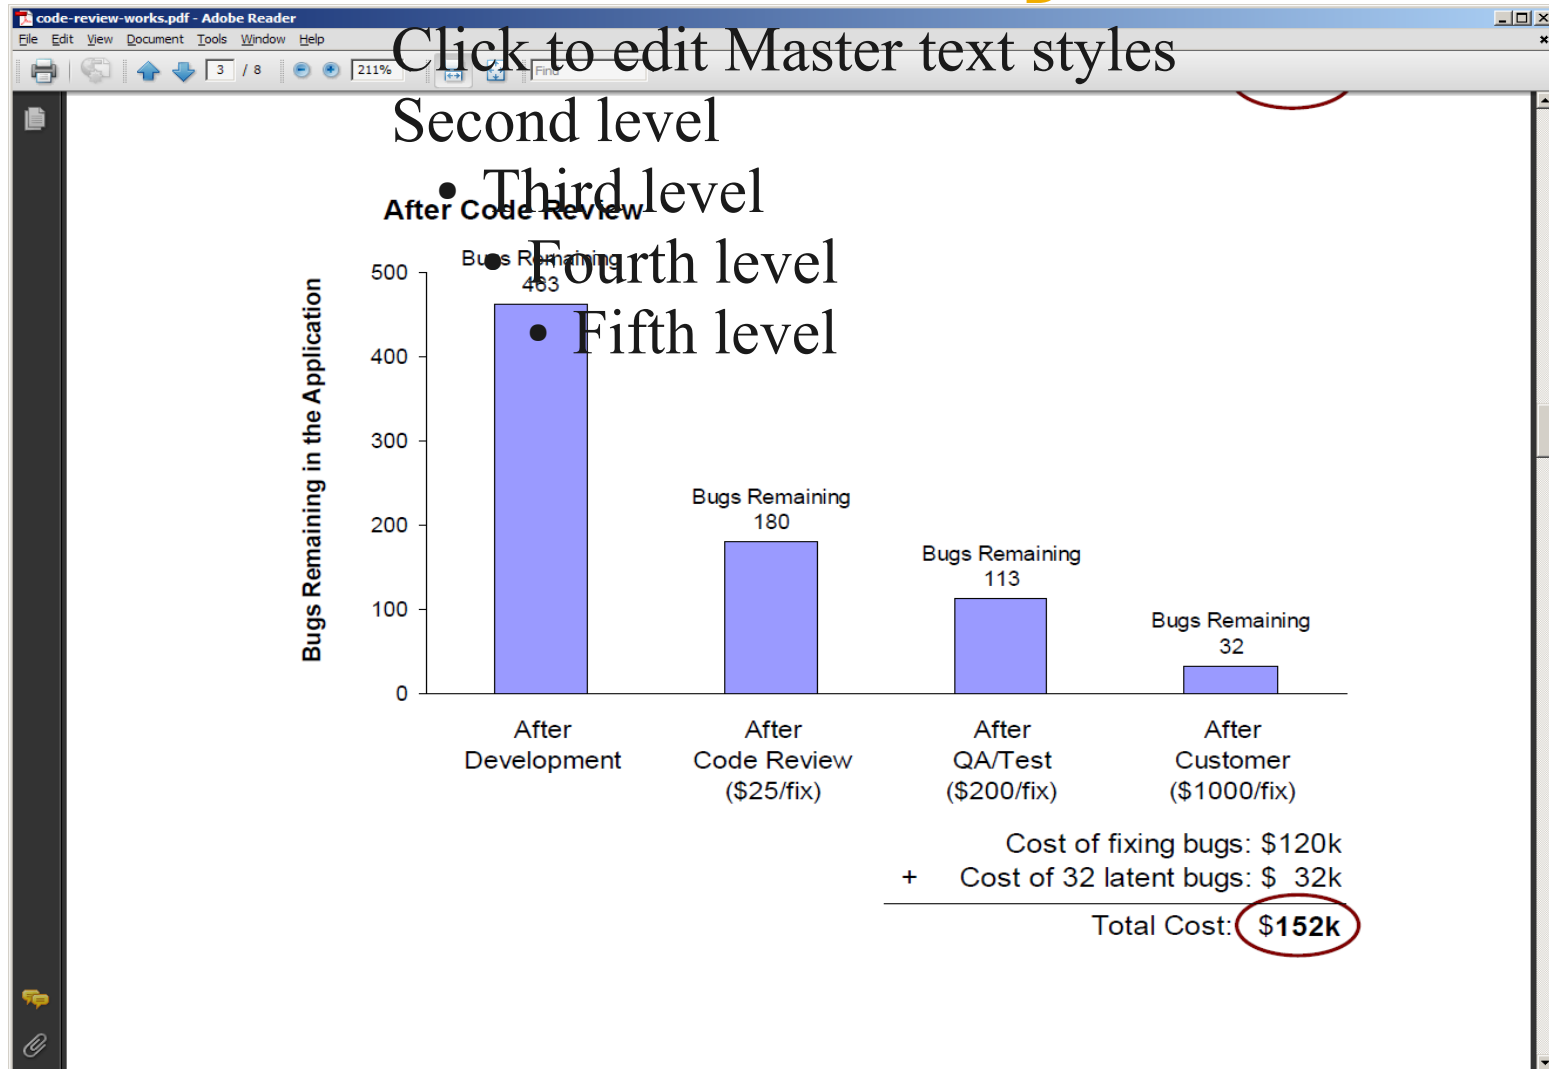 code-review-works.pdf - Adobe Reader
File Edit View Document Tools Window Help
3 / 8 211% Find
Click to edit Master text styles
Second level
• Third level
After Code Review
• Fourth level
Bugs Remaining
463
• Fifth level
Bugs Remaining in the Application
500
400
300
200
100
0
Bugs Remaining
180
Bugs Remaining
113
Bugs Remaining
32
After
Development
After
Code Review
($25/fix)
After
QA/Test
($200/fix)
After
Customer
($1000/fix)
Cost of fixing bugs: $120k
+ Cost of 32 latent bugs: $ 32k
Total Cost: $152k